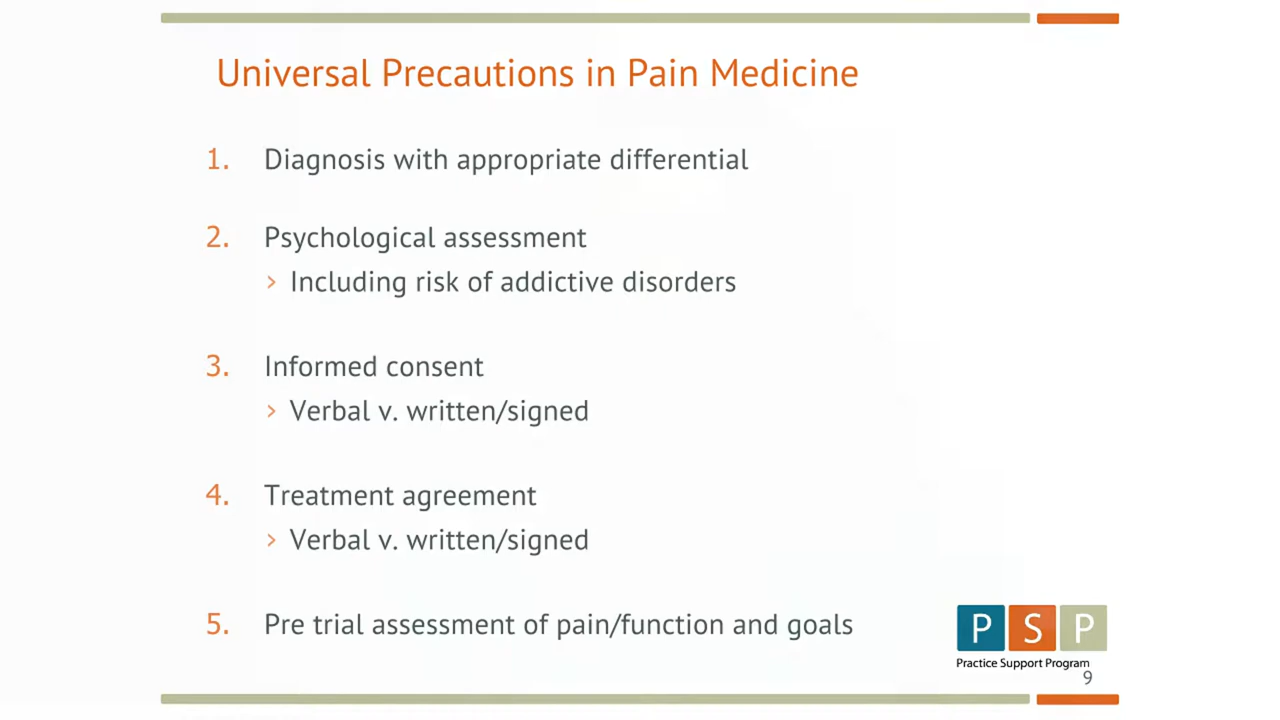 Universal Precautions in Pain Medicine
1. Diagnosis with appropriate differential
2. Psychological assessment
› Including risk of addictive disorders
3. Informed consent
› Verbal v. written/signed
4. Treatment agreement
› Verbal v. written/signed
5. Pre trial assessment of pain/function and goals
P S P
Practice Support Program
9